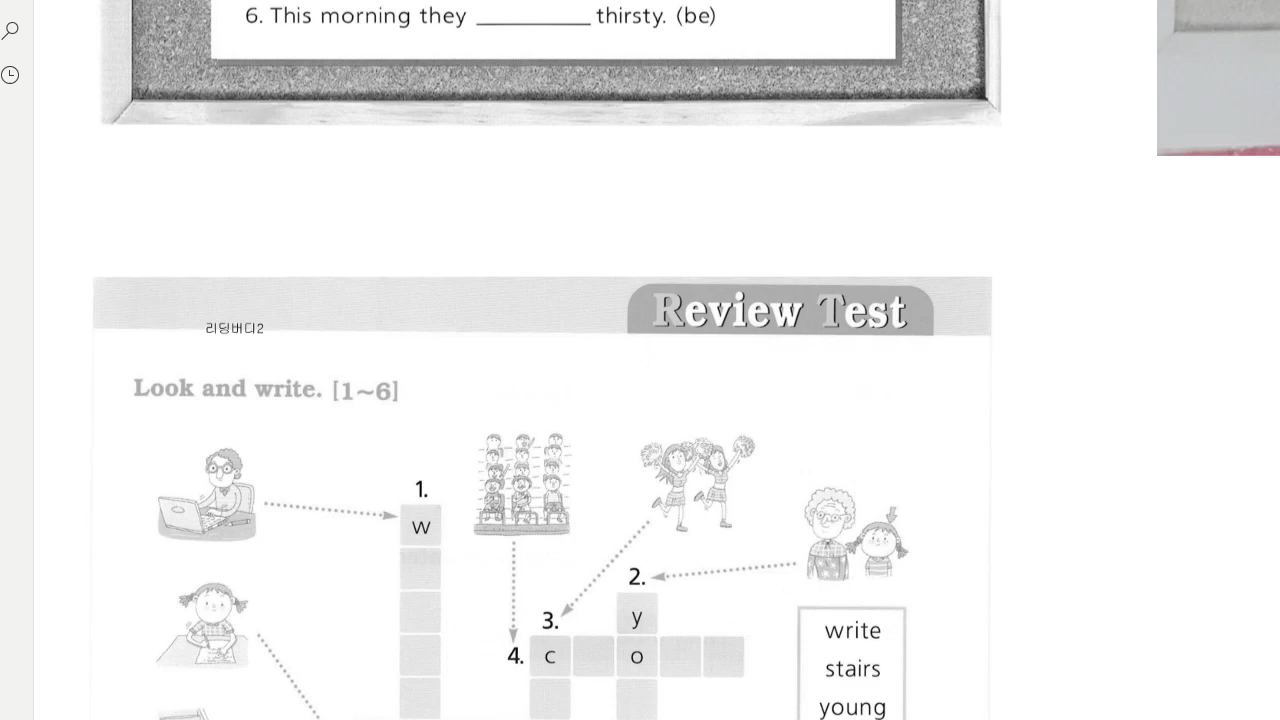 6. This morning they __________ thirsty. (be)
Review Test
리딩버디2
Look and write. [1~6]
1.
w
2.
y
3.
4. c o
write
stairs
young